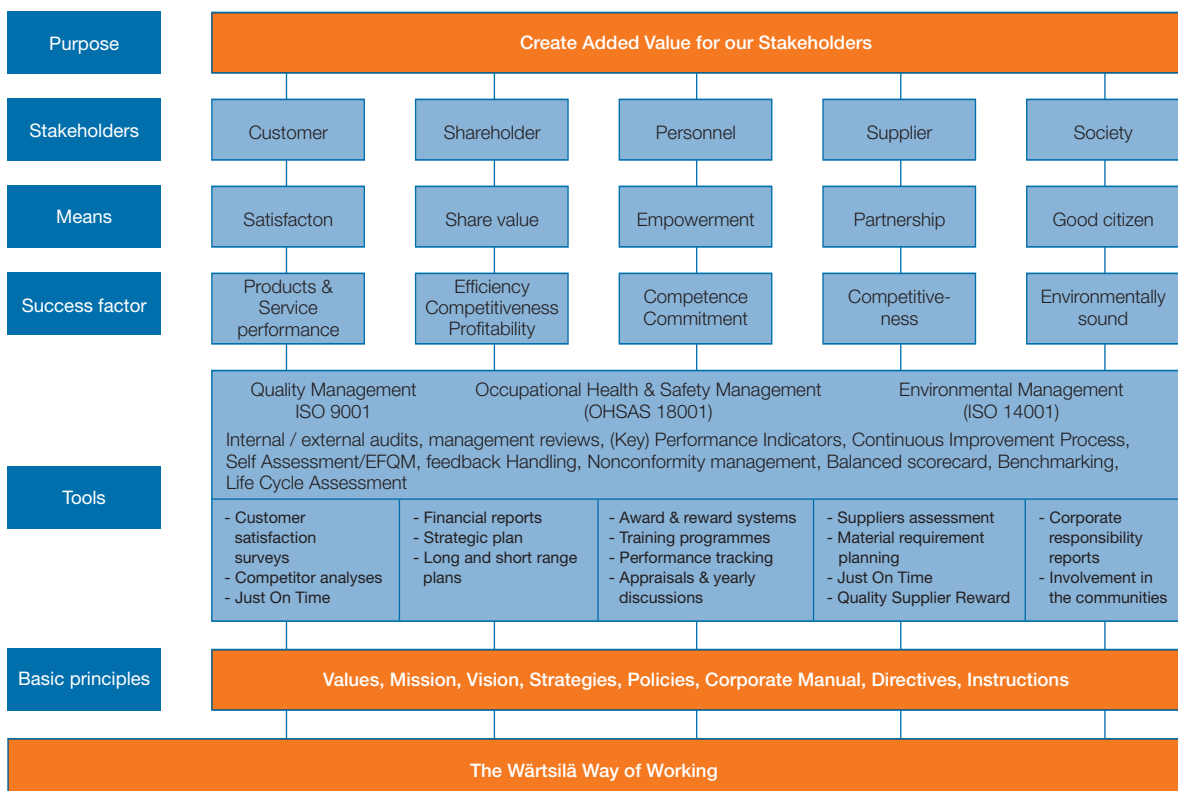 Purpose
Create Added Value for our Stakeholders
Stakeholders
Customer
Shareholder
Personnel
Supplier
Society
Means
Satisfacton
Share value
Empowerment
Partnership
Good citizen
Success factor
Products &
Service
performance
Efficiency
Competitiveness
Profitability
Competence
Commitment
Competitive-
ness
Environmentally
sound
Tools
Quality Management
ISO 9001
Occupational Health & Safety Management
(OHSAS 18001)
Environmental Management
(ISO 14001)
Internal / external audits, management reviews, (Key) Performance Indicators, Continuous Improvement Process,
Self Assessment/EFQM, feedback Handling, Nonconformity management, Balanced scorecard, Benchmarking,
Life Cycle Assessment
- Customer
satisfaction
surveys
- Competitor analyses
- Just On Time
- Financial reports
- Strategic plan
- Long and short range
plans
- Award & reward systems
- Training programmes
- Performance tracking
- Appraisals & yearly
discussions
- Suppliers assessment
- Material requirement
planning
- Just On Time
- Quality Supplier Reward
- Corporate
responsibility
reports
- Involvement in
the communities
Basic principles
Values, Mission, Vision, Strategies, Policies, Corporate Manual, Directives, Instructions
The Wärtsilä Way of Working